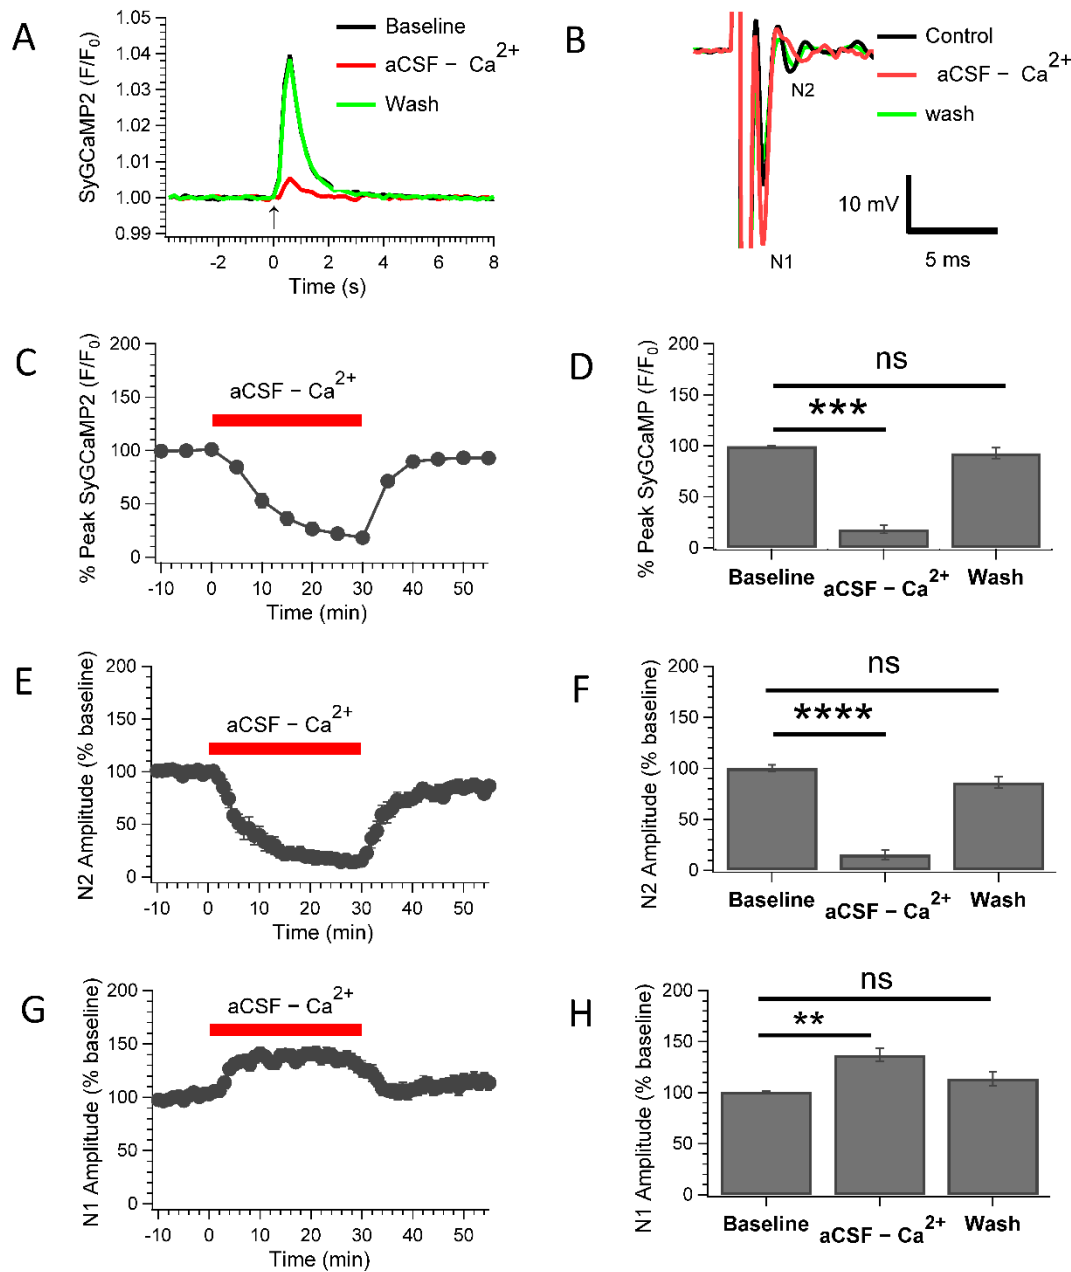 A
SyGCaMP2 (F/F0)
1.05
1.04
1.03
1.02
1.01
1.00
0.99
Baseline
aCSF − Ca2+
Wash
-2 0 2 4 6 8
Time (s)
B
Control
aCSF − Ca2+
wash
N2
N1
10 mV
5 ms
C
% Peak SyGCaMP2 (F/F0)
200
150
100
50
0
aCSF − Ca2+
-10 0 10 20 30 40 50
Time (min)
D
% Peak SyGCaMP (F/F0)
200
150
100
50
0
ns
***
Baseline aCSF − Ca2+ Wash
E
N2 Amplitude (% baseline)
200
150
100
50
0
aCSF − Ca2+
-10 0 10 20 30 40 50
Time (min)
F
N2 Amplitude (% baseline)
200
150
100
50
0
ns
****
Baseline aCSF − Ca2+ Wash
G
N1 Amplitude (% baseline)
200
150
100
50
0
aCSF − Ca2+
-10 0 10 20 30 40 50
Time (min)
H
N1 Amplitude (% baseline)
200
150
100
50
0
ns
**
Baseline aCSF − Ca2+ Wash